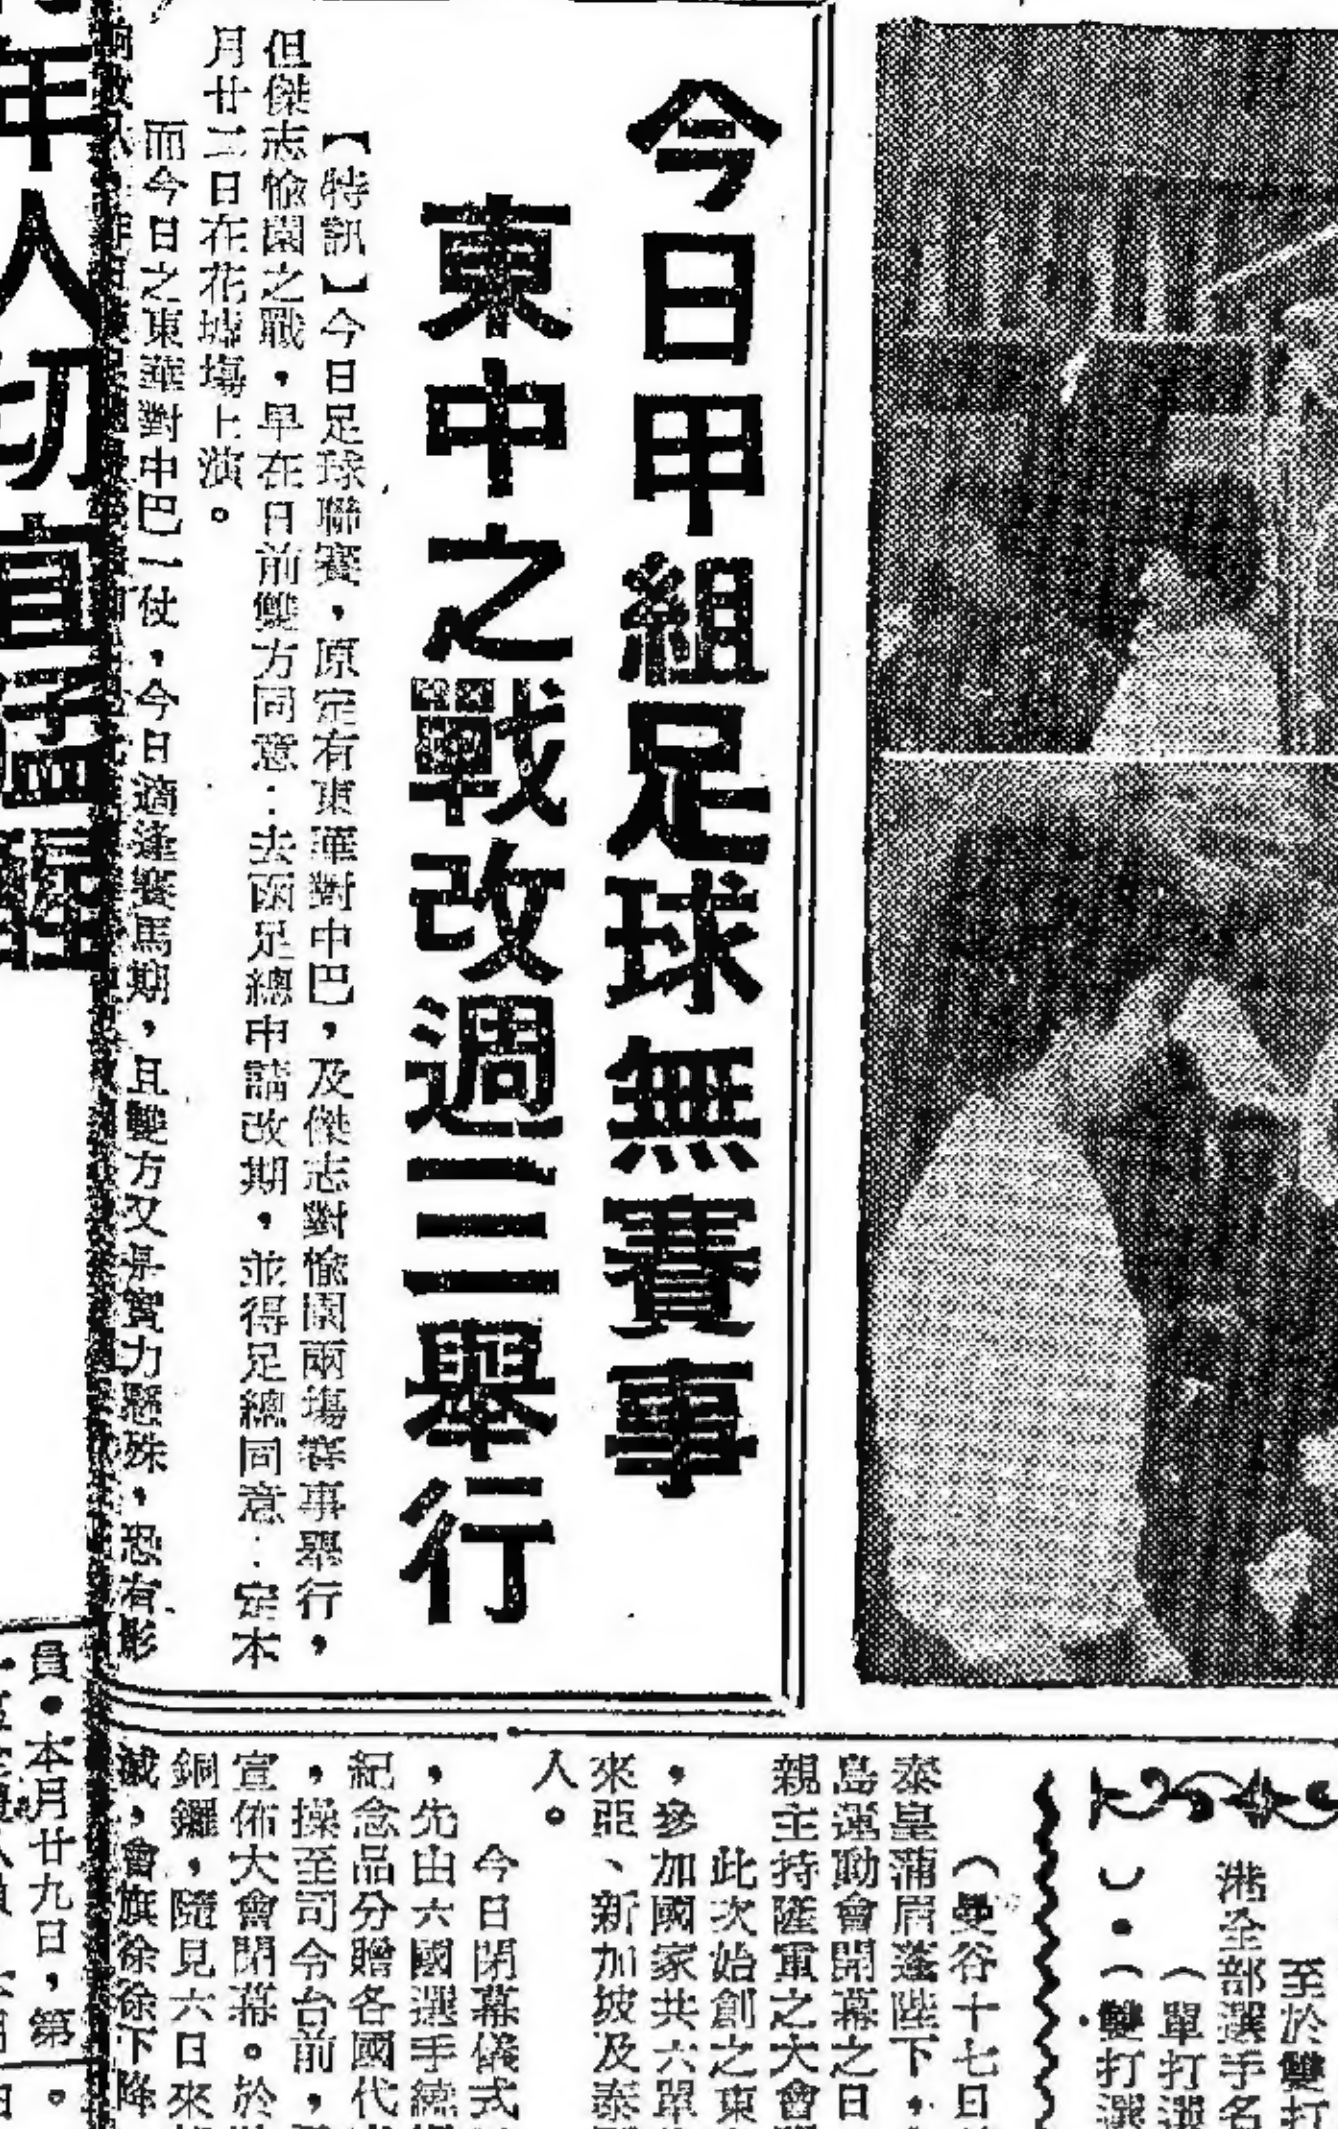 今日甲組足球無賽事
東中之戰改週三舉行
【特訊】今日足球聯賽，原定有東華對中巴，及傑志對愉園兩場賽事舉行，
但傑志愉園之戰，早在日前雙方同意：去函足總申請改期，並得足總同意：定本
月廿二日在花墟塲上演。
而今日之東華對中巴一仗，今日適逢賽馬期，且雙方又是實力懸殊，恐有影
至於雙打
港全部選手名
（單打選
）•（雙打選
（曼谷十七日
泰皇蒲眉蓬陛下，
島運動會開幕之日
親主持隆重之大會
此次始創之東
，參加國家共六單
來亞、新加坡及泰
人。
今日閉幕儀式
，先由六國選手繞
紀念品分贈各國代
，操至司令台前，
宣佈大會閉幕。於
銅鑼，隨見六日來
滅，會旗徐徐下降
年人切宜猛醒
員•本月廿九日，第